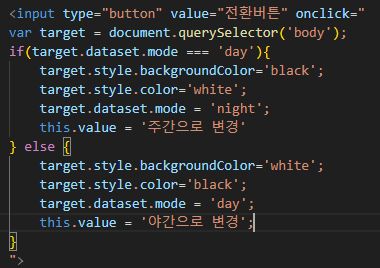 <input type="button" value="전환버튼" onclick="
var target = document.querySelector('body');
if(target.dataset.mode === 'day'){
    target.style.backgroundColor='black';
    target.style.color='white';
    target.dataset.mode = 'night';
    this.value = '주간으로 변경'
} else {
    target.style.backgroundColor='white';
    target.style.color='black';
    target.dataset.mode = 'day';
    this.value = '야간으로 변경';
}
">